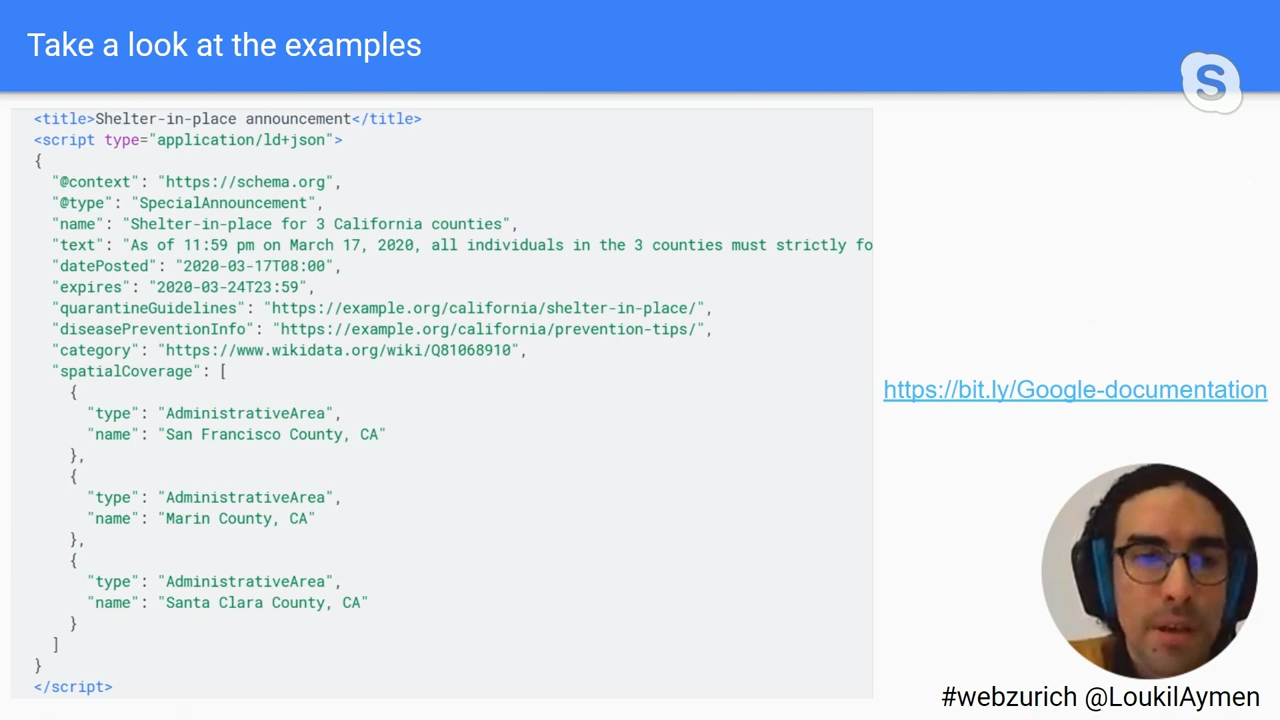 Take a look at the examples
S
<title>Shelter-in-place announcement</title>
<script type="application/ld+json">
{
"@context": "https://schema.org",
"@type": "SpecialAnnouncement",
"name": "Shelter-in-place for 3 California counties",
"text": "As of 11:59 pm on March 17, 2020, all individuals in the 3 counties must strictly fo
"datePosted": "2020-03-17T08:00",
"expires": "2020-03-24T23:59",
"quarantineGuidelines": "https://example.org/california/shelter-in-place/",
"diseasePreventionInfo": "https://example.org/california/prevention-tips/",
"category": "https://www.wikidata.org/wiki/Q81068910",
"spatialCoverage": [
{
"type": "AdministrativeArea",
"name": "San Francisco County, CA"
},
{
"type": "AdministrativeArea",
"name": "Marin County, CA"
},
{
"type": "AdministrativeArea",
"name": "Santa Clara County, CA"
}
]
}
</script>
https://bit.ly/Google-documentation
#webzurich @LoukilAymen